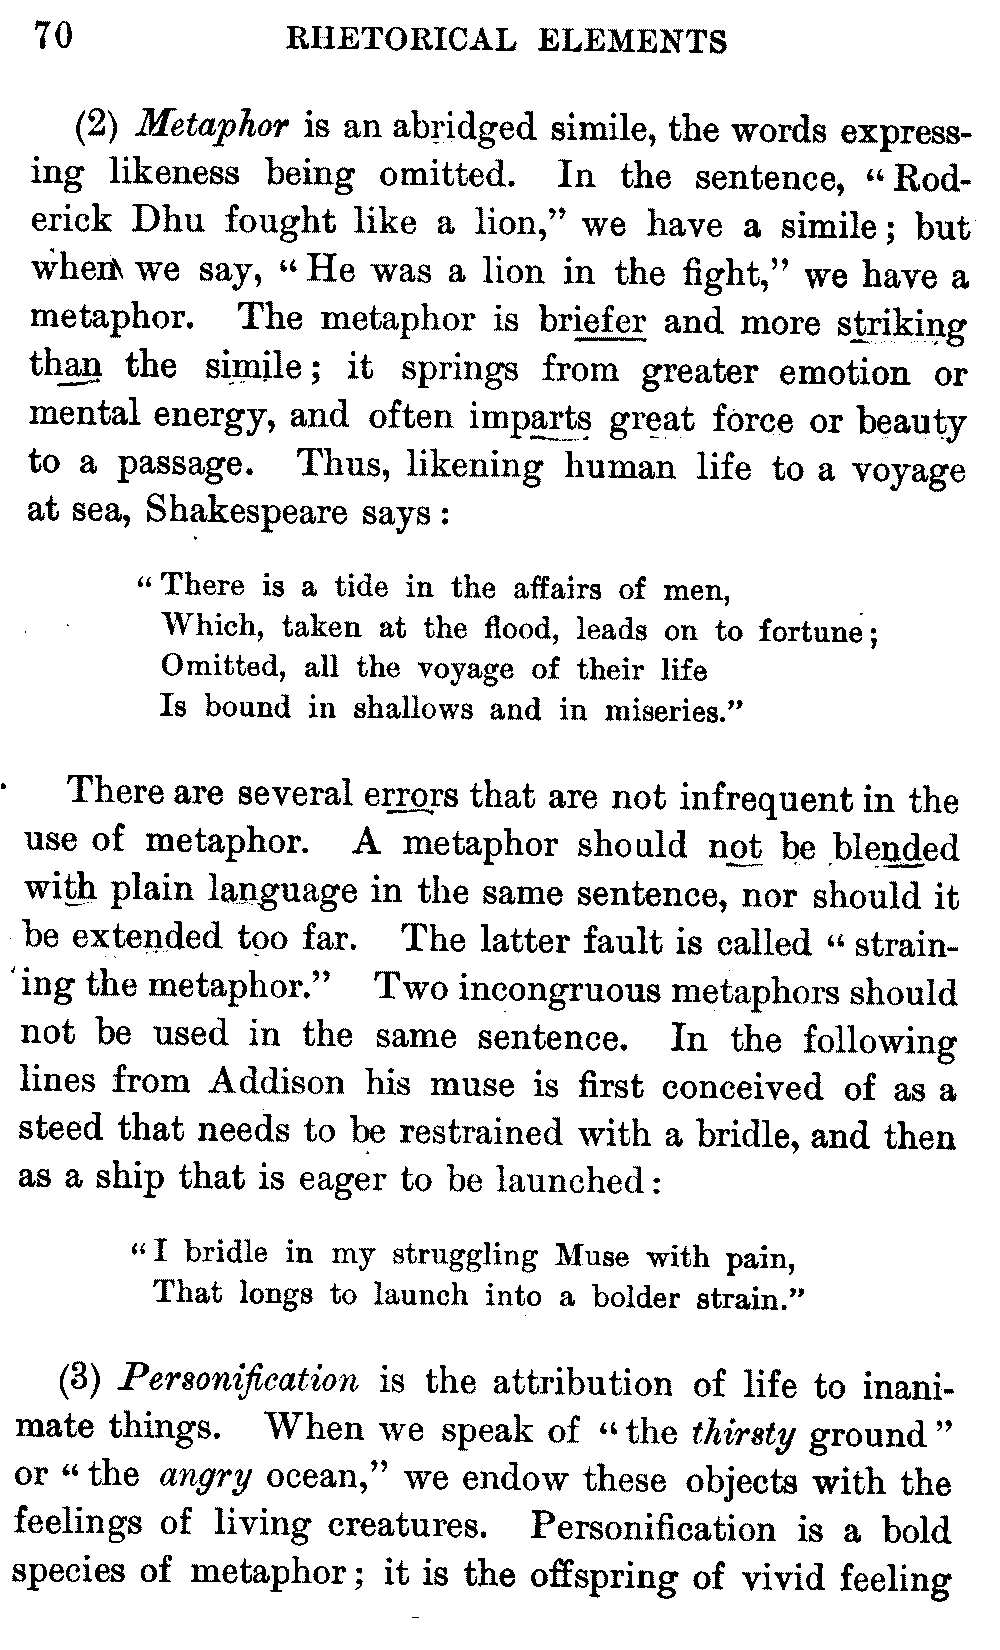 70 RHETORICAL ELEMENTS
(2) Metaphor is an abridged simile, the words express-
ing likeness being omitted. In the sentence, “Rod-
erick Dhu fought like a lion,” we have a simile; but
when we say, “He was a lion in the fight,” we have a
metaphor. The metaphor is briefer and more striking
than the simile; it springs from greater emotion or
mental energy, and often imparts great force or beauty
to a passage. Thus, likening human life to a voyage
at sea, Shakespeare says:
“There is a tide in the affairs of men,
Which, taken at the flood, leads on to fortune;
Omitted, all the voyage of their life
Is bound in shallows and in miseries.”
There are several errors that are not infrequent in the
use of metaphor. A metaphor should not be blended
with plain language in the same sentence, nor should it
be extended too far. The latter fault is called “strain-
ing the metaphor.” Two incongruous metaphors should
not be used in the same sentence. In the following
lines from Addison his muse is first conceived of as a
steed that needs to be restrained with a bridle, and then
as a ship that is eager to be launched:
“I bridle in my struggling Muse with pain,
That longs to launch into a bolder strain.”
(3) Personification is the attribution of life to inani-
mate things. When we speak of “the thirsty ground”
or “the angry ocean,” we endow these objects with the
feelings of living creatures. Personification is a bold
species of metaphor; it is the offspring of vivid feeling